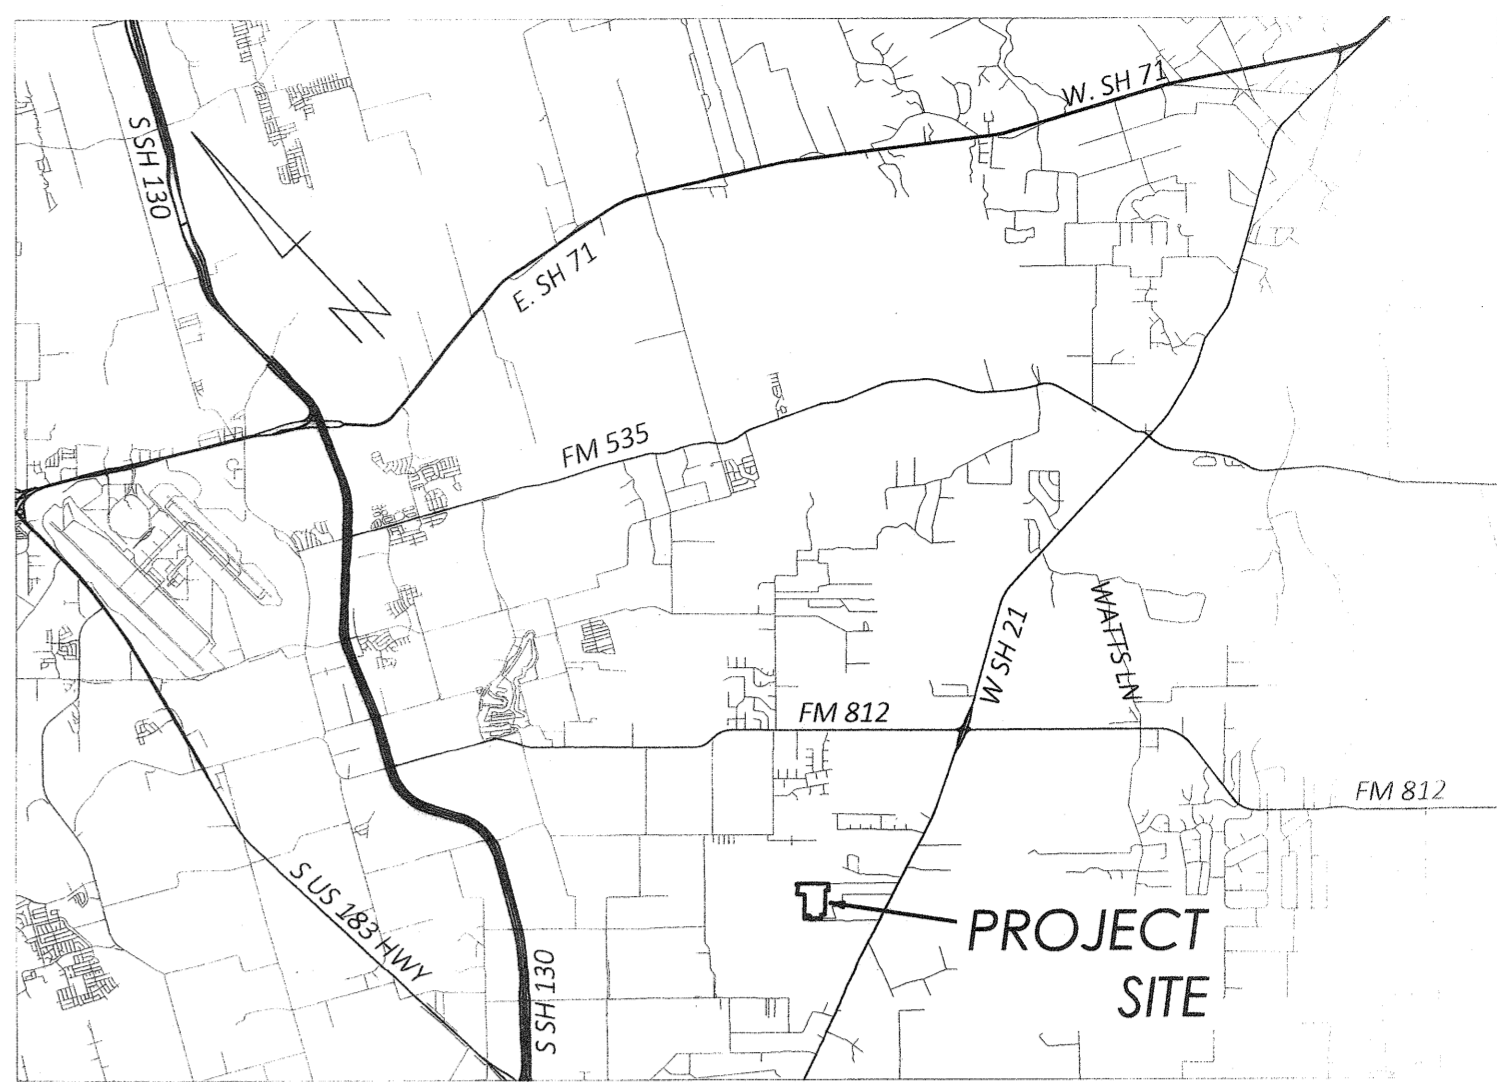 W. SH 71
S SH 130
E. SH 71
FM 535
WATTS LN
W SH 21
FM 812
FM 812
S US 183 HWY
PROJECT
SITE
S SH 130
N